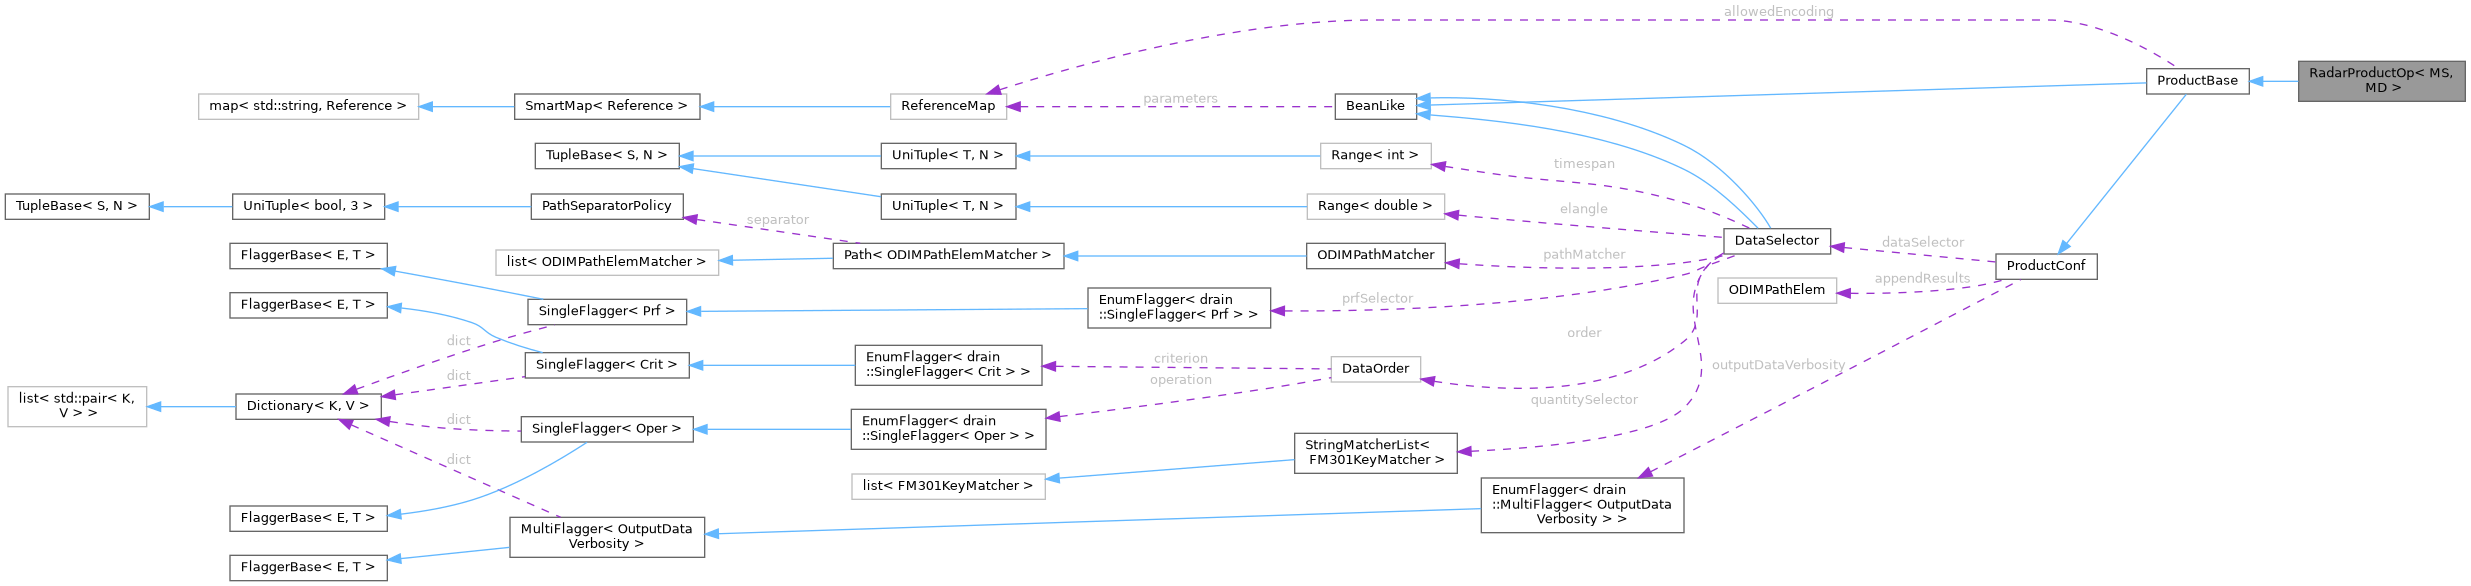 allowedEncoding
RadarProductOp< MS,
MD >
ProductBase
map< std::string, Reference >
SmartMap< Reference >
ReferenceMap
parameters
BeanLike
TupleBase< S, N >
UniTuple< T, N >
Range< int >
timespan
TupleBase< S, N >
UniTuple< bool, 3 >
PathSeparatorPolicy
UniTuple< T, N >
Range< double >
elangle
separator
DataSelector
dataSelector
FlaggerBase< E, T >
list< ODIMPathElemMatcher >
Path< ODIMPathElemMatcher >
ODIMPathMatcher
pathMatcher
ProductConf
appendResults
ODIMPathElem
FlaggerBase< E, T >
SingleFlagger< Prf >
EnumFlagger< drain
::SingleFlagger< Prf > >
prfSelector
order
dict
SingleFlagger< Crit >
EnumFlagger< drain
::SingleFlagger< Crit > >
criterion
DataOrder
outputDataVerbosity
dict
operation
list< std::pair< K,
V > >
Dictionary< K, V >
quantitySelector
dict
SingleFlagger< Oper >
EnumFlagger< drain
::SingleFlagger< Oper > >
StringMatcherList<
FM301KeyMatcher >
dict
list< FM301KeyMatcher >
EnumFlagger< drain
::MultiFlagger< OutputData
Verbosity > >
FlaggerBase< E, T >
MultiFlagger< OutputData
Verbosity >
FlaggerBase< E, T >